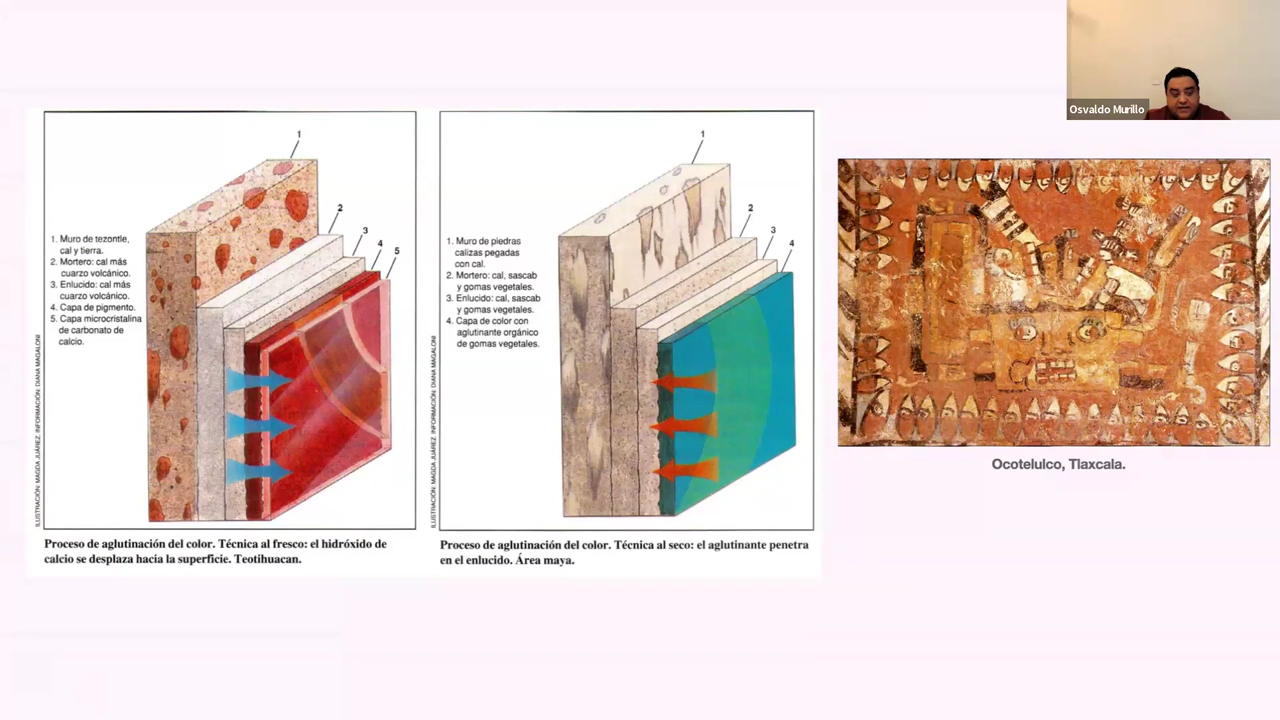 Osvaldo Murillo
1
2
3
4
5
1. Muro de tezontle,
cal y tierra.
2. Mortero: cal más
cuarzo volcánico.
3. Enlucido: cal más
cuarzo volcánico.
4. Capa de pigmento.
5. Capa microcristalina
de carbonato de
calcio.
ILUSTRACIÓN: MAGDA JUÁREZ. INFORMACIÓN: DIANA MAGALONI
Proceso de aglutinación del color. Técnica al fresco: el hidróxido de
calcio se desplaza hacia la superficie. Teotihuacan.
1
2
3
4
1. Muro de piedras
calizas pegadas
con cal.
2. Mortero: cal, sascab
y gomas vegetales.
3. Enlucido: cal, sascab
y gomas vegetales.
4. Capa de color con
aglutinante orgánico
de gomas vegetales.
ILUSTRACIÓN: MAGDA JUÁREZ. INFORMACIÓN: DIANA MAGALONI
Proceso de aglutinación del color. Técnica al seco: el aglutinante penetra
en el enlucido. Área maya.
Ocotelulco, Tlaxcala.